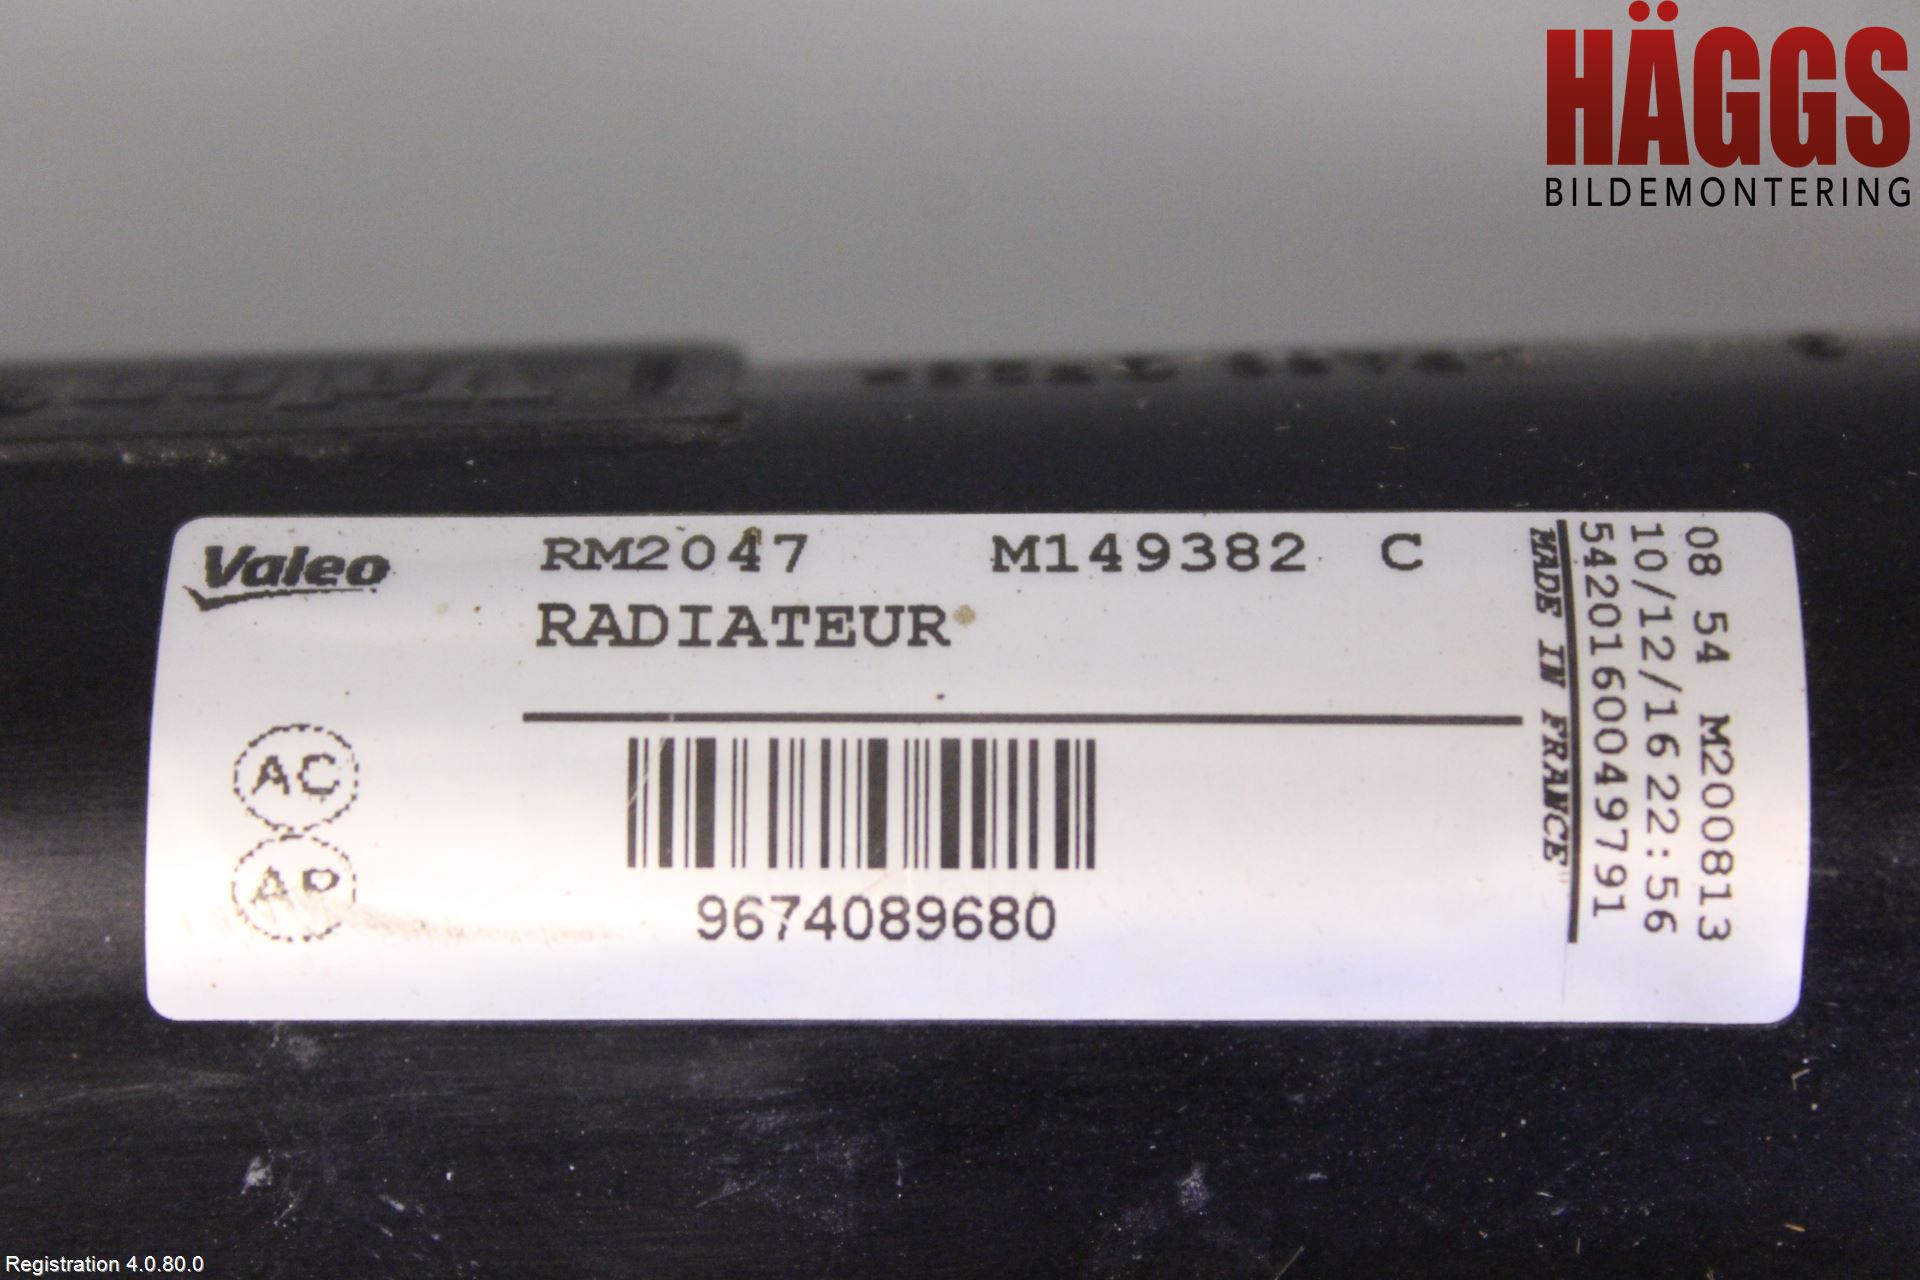 HÄGGS
BILDEMONTERING
Valeo
RM2047 M149382 C
RADIATEUR
AC
AP
9674089680
08 54 M200813
10/12/16 22:56
5420160049791
MADE IN FRANCE
Registration 4.0.80.0